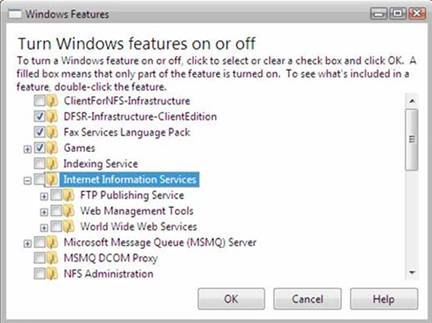 Windows Features
Turn Windows features on or off
To turn a Windows feature on or off, click to select or clear a check box and click OK. A
filled box means that only part of the feature is turned on. To see what's included in a
feature, double-click the feature.
ClientForNFS-Infrastructure
DFSR-Infrastructure-ClientEdition
Fax Services Language Pack
Games
Indexing Service
Internet Information Services
FTP Publishing Service
Web Management Tools
World Wide Web Services
Microsoft Message Queue (MSMQ) Server
MSMQ DCOM Proxy
NFS Administration
OK Cancel Help